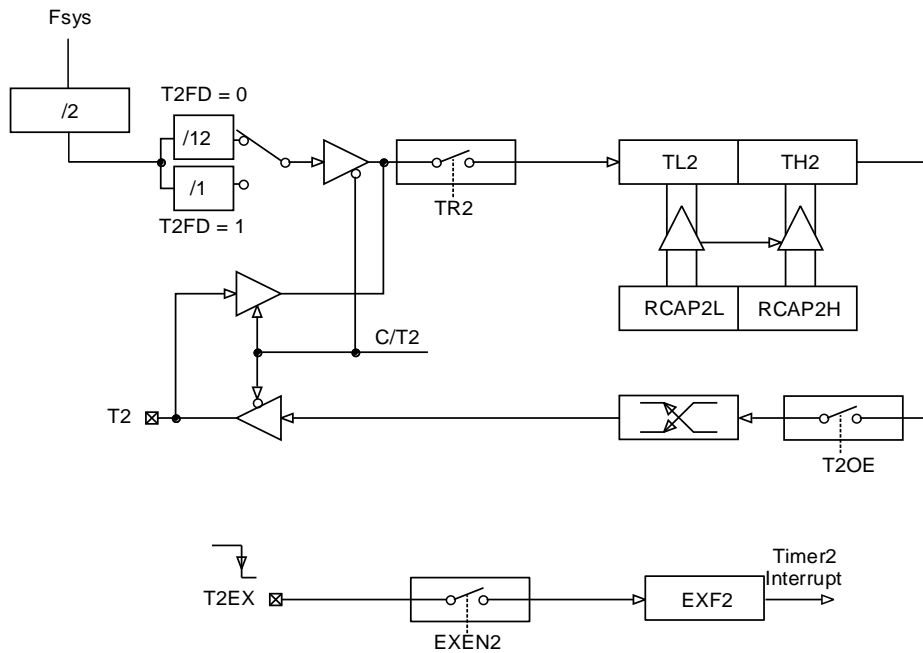 Fsys
/2
T2FD = 0
/12
/1
T2FD = 1
TR2
TL2
TH2
RCAP2L
RCAP2H
C/T2
T2
T2OE
T2EX
EXEN2
EXF2
Timer2
Interrupt